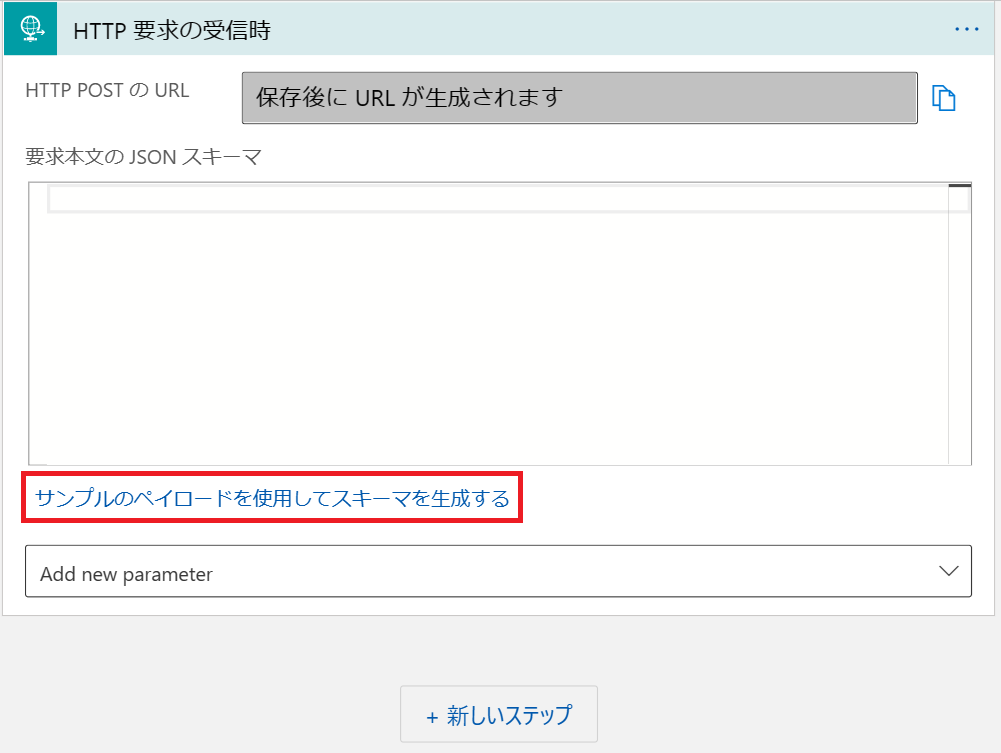 HTTP 要求の受信時
HTTP POST の URL
保存後に URL が生成されます
要求本文の JSON スキーマ
サンプルのペイロードを使用してスキーマを生成する
Add new parameter
+ 新しいステップ